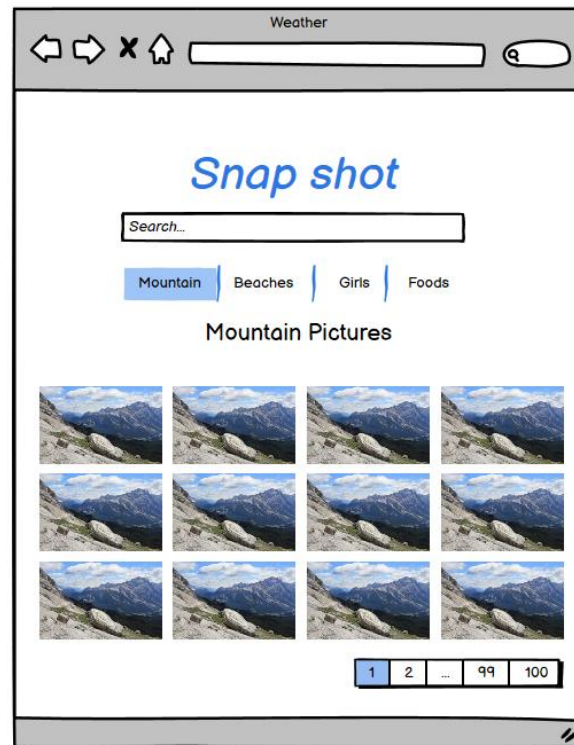 Weather
Snap shot
Search...
Mountain Beaches Girls Foods
Mountain Pictures
1 2 ... 99 100